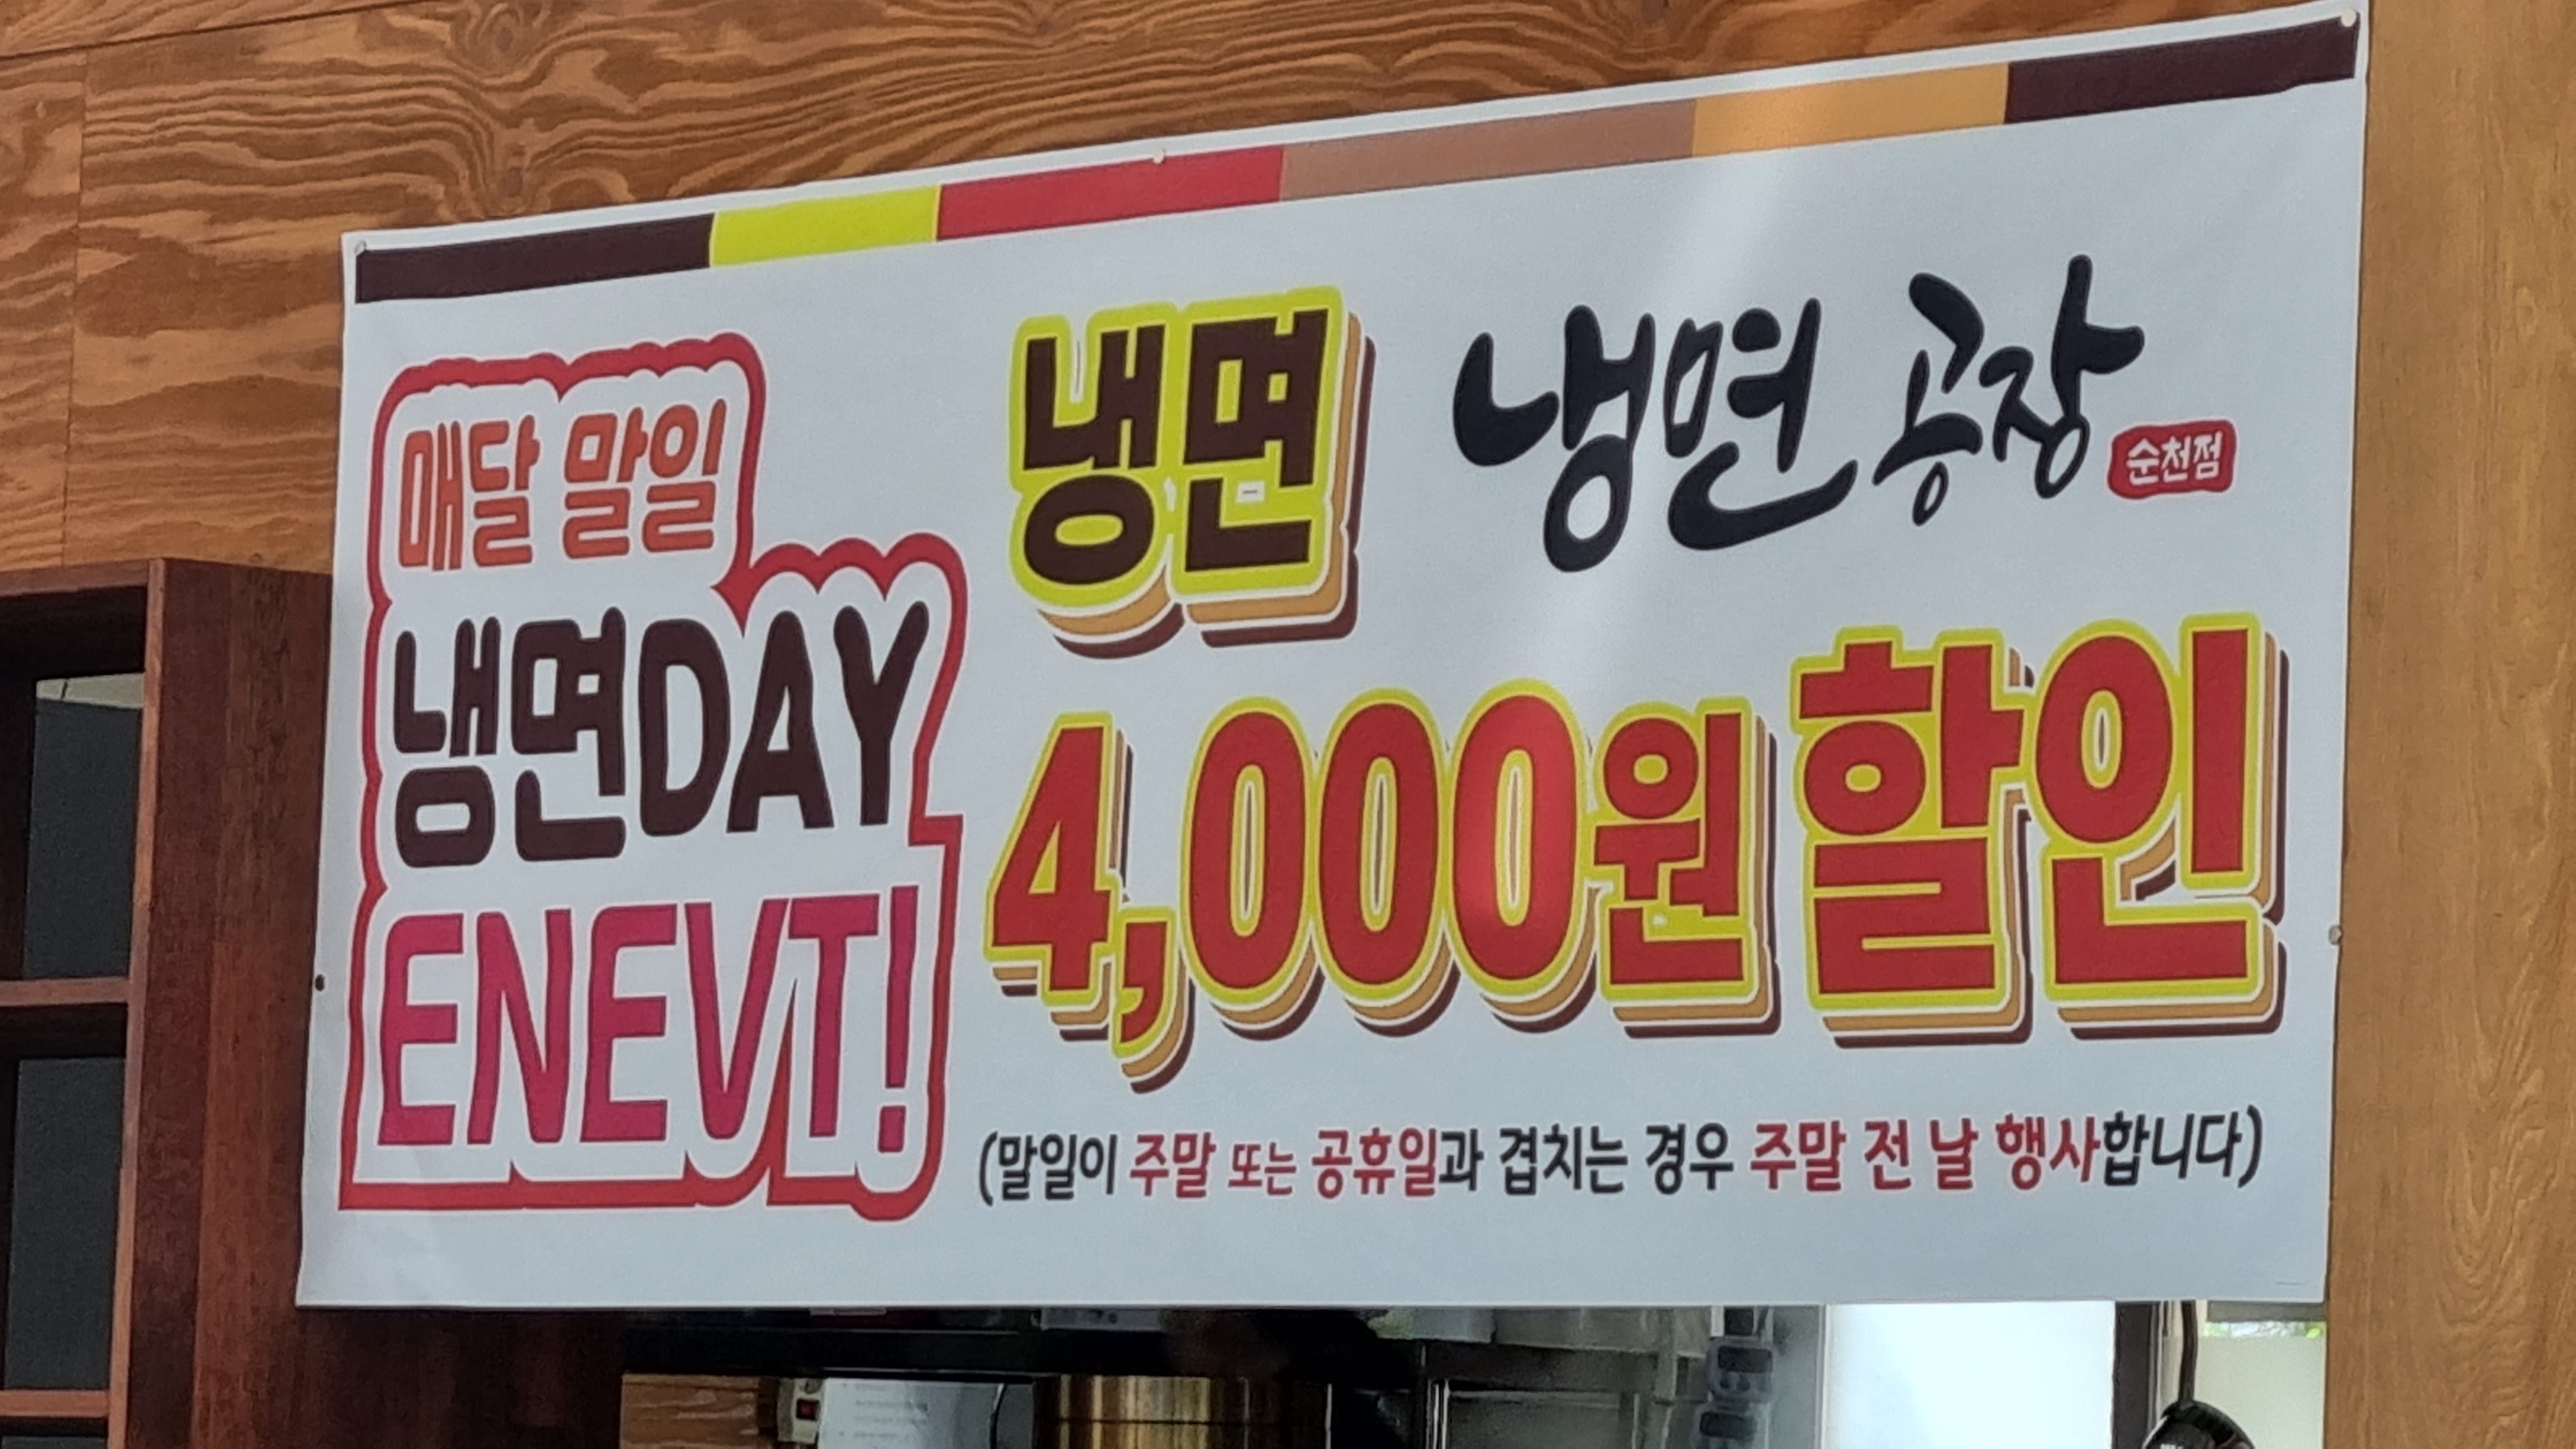 매달 말일
냉면DAY
ENEVT!
냉면 냉면 공장 순천점
4,000원 할인
(말일이 주말 또는 공휴일과 겹치는 경우 주말 전 날 행사합니다)